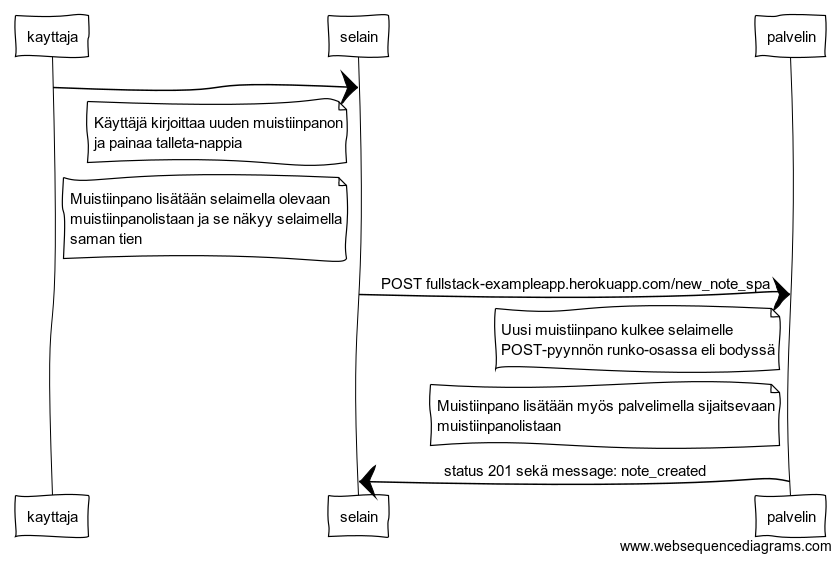 kayttaja
selain
palvelin
Käyttäjä kirjoittaa uuden muistiinpanon
ja painaa talleta-nappia
Muistiinpano lisätään selaimella olevaan
muistiinpanolistaan ja se näkyy selaimella
saman tien
POST fullstack-exampleapp.herokuapp.com/new_note_spa
Uusi muistiinpano kulkee selaimelle
POST-pyynnön runko-osassa eli bodyssä
Muistiinpano lisätään myös palvelimella sijaitsevaan
muistiinpanolistaan
status 201 sekä message: note_created
kayttaja
selain
palvelin
www.websequencediagrams.com